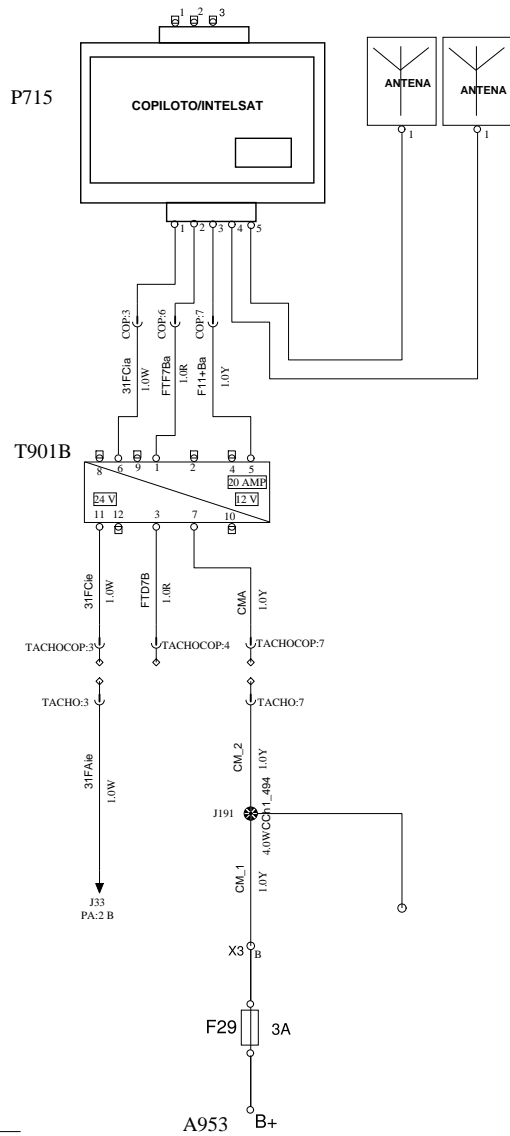 1 2 3
P715
COPILOTO/INTELSAT
ANTENA
ANTENA
1
1
1 2 3 4 5
COP:3
COP:6
COP:7
31FCia
1.0W
FTF7Ba
1.0R
F11+Ba
1.0Y
T901B
8 6 9 1 2 4 5
20 AMP
24 V
12 V
11 12 3 7 10
31FCie
1.0W
FTD7B
1.0R
CMA
1.0Y
TACHOCOP:3
TACHOCOP:4
TACHOCOP:7
TACHO:3
TACHO:7
31FAie
1.0W
CM_2
1.0Y
J191
4.0WCCh1_494
CM_1
1.0Y
J33
PA:2 B
X3
B
F29
3A
A953
B+